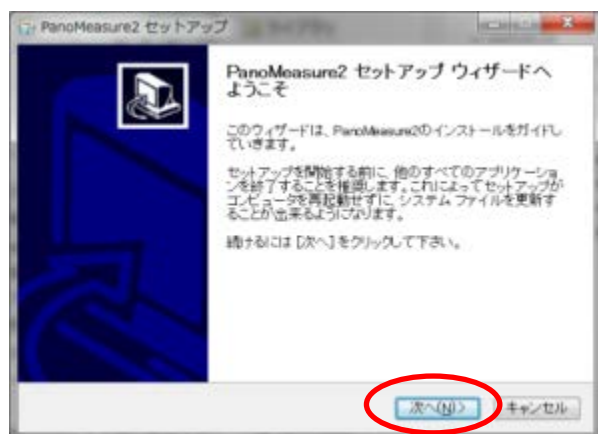 PanoMeasure2 セットアップ
PanoMeasure2 セットアップ ウィザードへ
ようこそ
このウィザードは、PanoMeasure2のインストールをガイドし
ていきます。
セットアップを開始する前に、他のすべてのアプリケーショ
ンを終了することを推奨します。これによってセットアップが
コンピュータを再起動せずに、システム ファイルを更新す
ることが出来るようになります。
続けるには [次へ] をクリックして下さい。
次へ(N)>
キャンセル